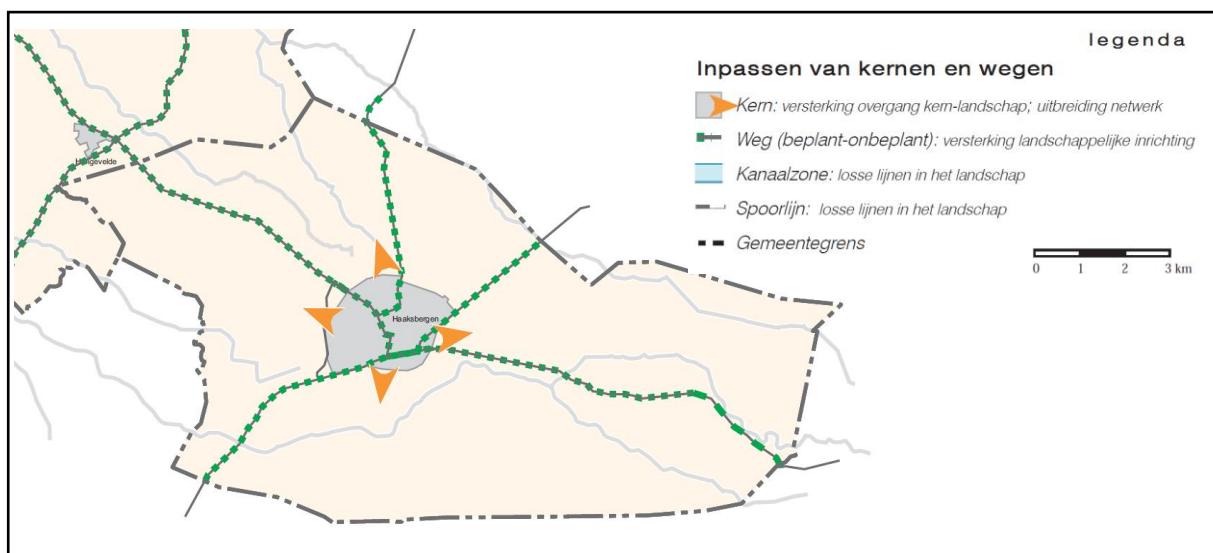 legenda
Inpassen van kernen en wegen
Kern: versterking overgang kern-landschap; uitbreiding netwerk
Weg (beplant-onbeplant): versterking landschappelijke inrichting
Kanaalzone: losse lijnen in het landschap
Spoorlijn: losse lijnen in het landschap
Gemeentegrens
0 1 2 3 km
Hengevelde
Haaksbergen